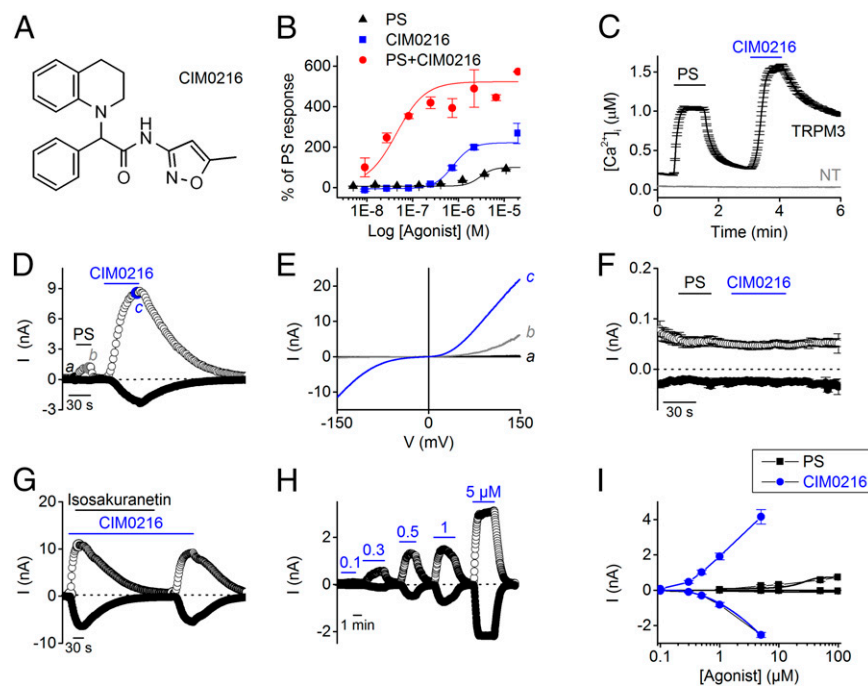 A
CIM0216
N
H
N
O
N
O
B
PS
CIM0216
PS+CIM0216
% of PS response
600
400
200
0
1E-8 1E-7 1E-6 1E-5
Log [Agonist] (M)
C
CIM0216
PS
TRPM3
NT
[Ca²⁺]ᵢ (µM)
1.5
1.0
0.5
0.0
0 2 4 6
Time (min)
D
CIM0216
c
PS
a
b
I (nA)
9
6
3
0
-3
30 s
E
c
b
a
I (nA)
20
10
0
-10
-150 0 150
V (mV)
F
PS CIM0216
I (nA)
0.2
0.1
0.0
30 s
G
Isosakuranetin
CIM0216
I (nA)
20
10
0
-10
30 s
H
5 µM
0.1
0.3
0.5
1
I (nA)
2
0
-2
1 min
I
PS
CIM0216
I (nA)
4
2
0
-2
0.1 1 10 100
[Agonist] (µM)